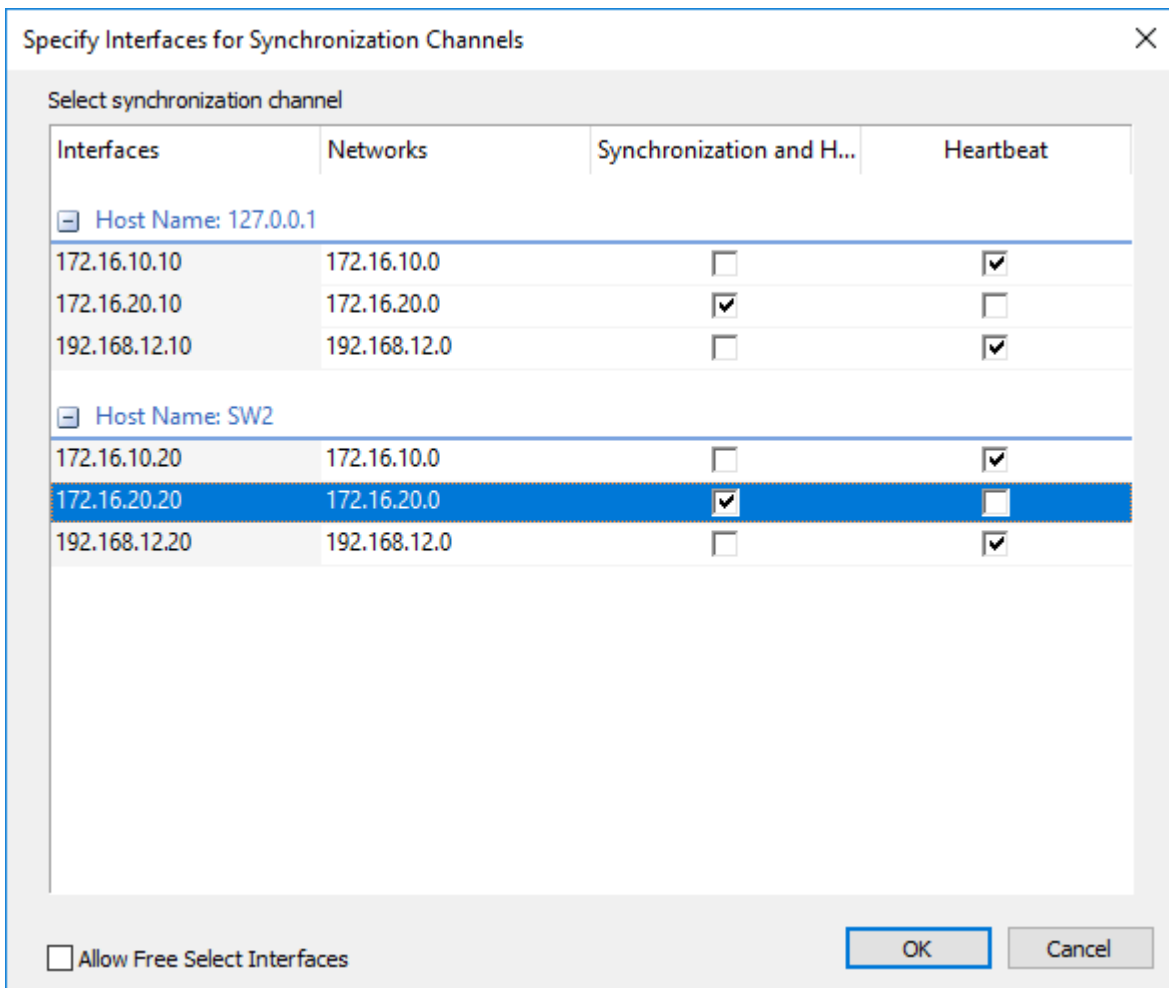 Specify Interfaces for Synchronization Channels
Select synchronization channel
Interfaces Networks Synchronization and H... Heartbeat
Host Name: 127.0.0.1
172.16.10.10 172.16.10.0
172.16.20.10 172.16.20.0
192.168.12.10 192.168.12.0
Host Name: SW2
172.16.10.20 172.16.10.0
172.16.20.20 172.16.20.0
192.168.12.20 192.168.12.0
Allow Free Select Interfaces OK Cancel